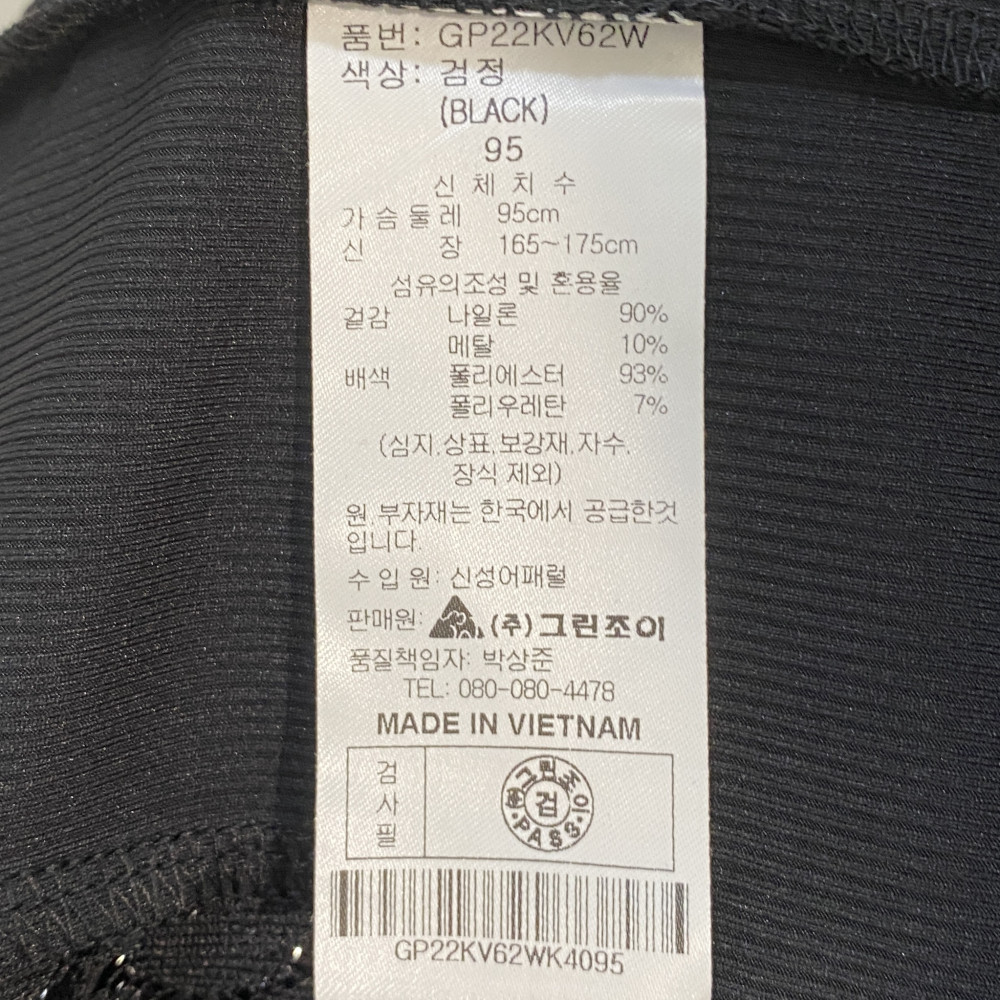 품번: GP22KV62W
색상: 검정
(BLACK)
95
신 체 치 수
가슴둘레 95cm
신 장 165~175cm
섬유의조성 및 혼용율
겉감 나일론 90%
메탈 10%
배색 폴리에스터 93%
폴리우레탄 7%
(심지,상표,보강재,자수,
장식 제외)
원,부자재는 한국에서 공급한것
입니다.
수 입 원: 신성어패럴
판매원: (주)그린조이
품질책임자: 박상준
TEL: 080-080-4478
MADE IN VIETNAM
검사필
그린조이
검
PASS
GP22KV62WK4095